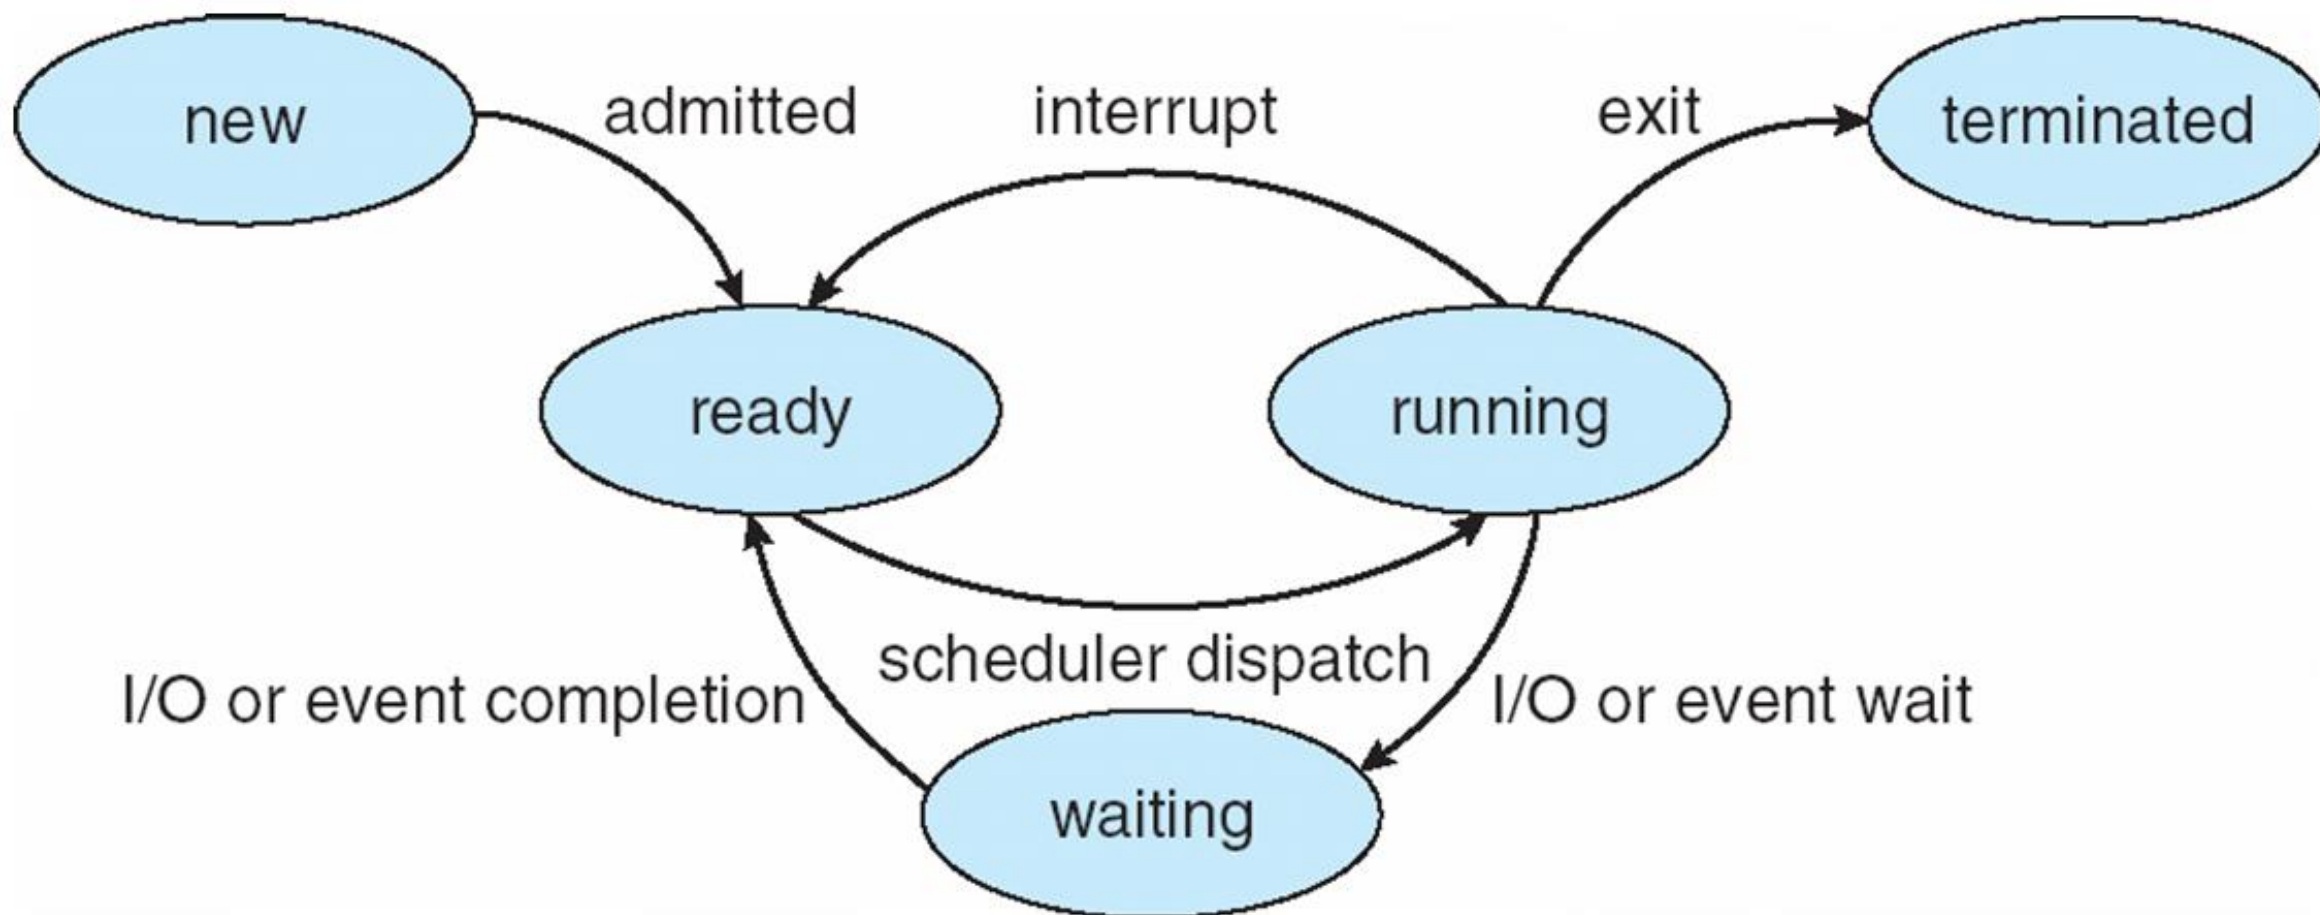 new
admitted
interrupt
exit
terminated
ready
running
scheduler dispatch
I/O or event completion
I/O or event wait
waiting